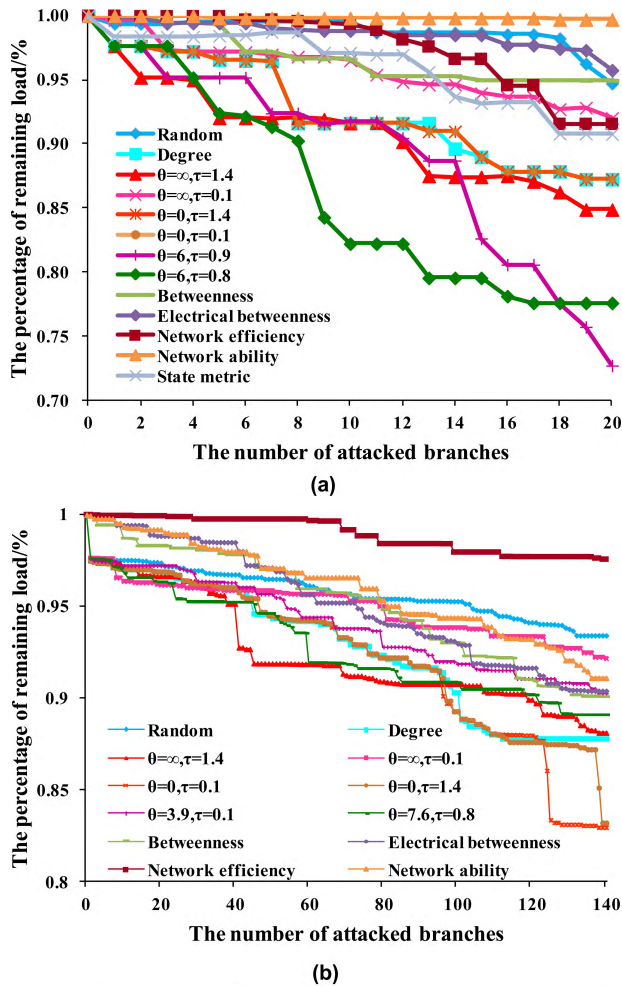 The percentage of remaining load/%
1.00
0.95
0.90
0.85
0.80
0.75
0.70
Random
Degree
θ=∞,τ=1.4
θ=∞,τ=0.1
θ=0,τ=1.4
θ=0,τ=0.1
θ=6,τ=0.9
θ=6,τ=0.8
Betweenness
Electrical betweenness
Network efficiency
Network ability
State metric
0 2 4 6 8 10 12 14 16 18 20
The number of attacked branches
(a)
The percentage of remaining load/%
1
0.95
0.9
0.85
0.8
Random Degree
θ=∞,τ=1.4 θ=∞,τ=0.1
θ=0,τ=0.1 θ=0,τ=1.4
θ=3.9,τ=0.1 θ=7.6,τ=0.8
Betweenness Electrical betweenness
Network efficiency Network ability
0 20 40 60 80 100 120 140
The number of attacked branches
(b)